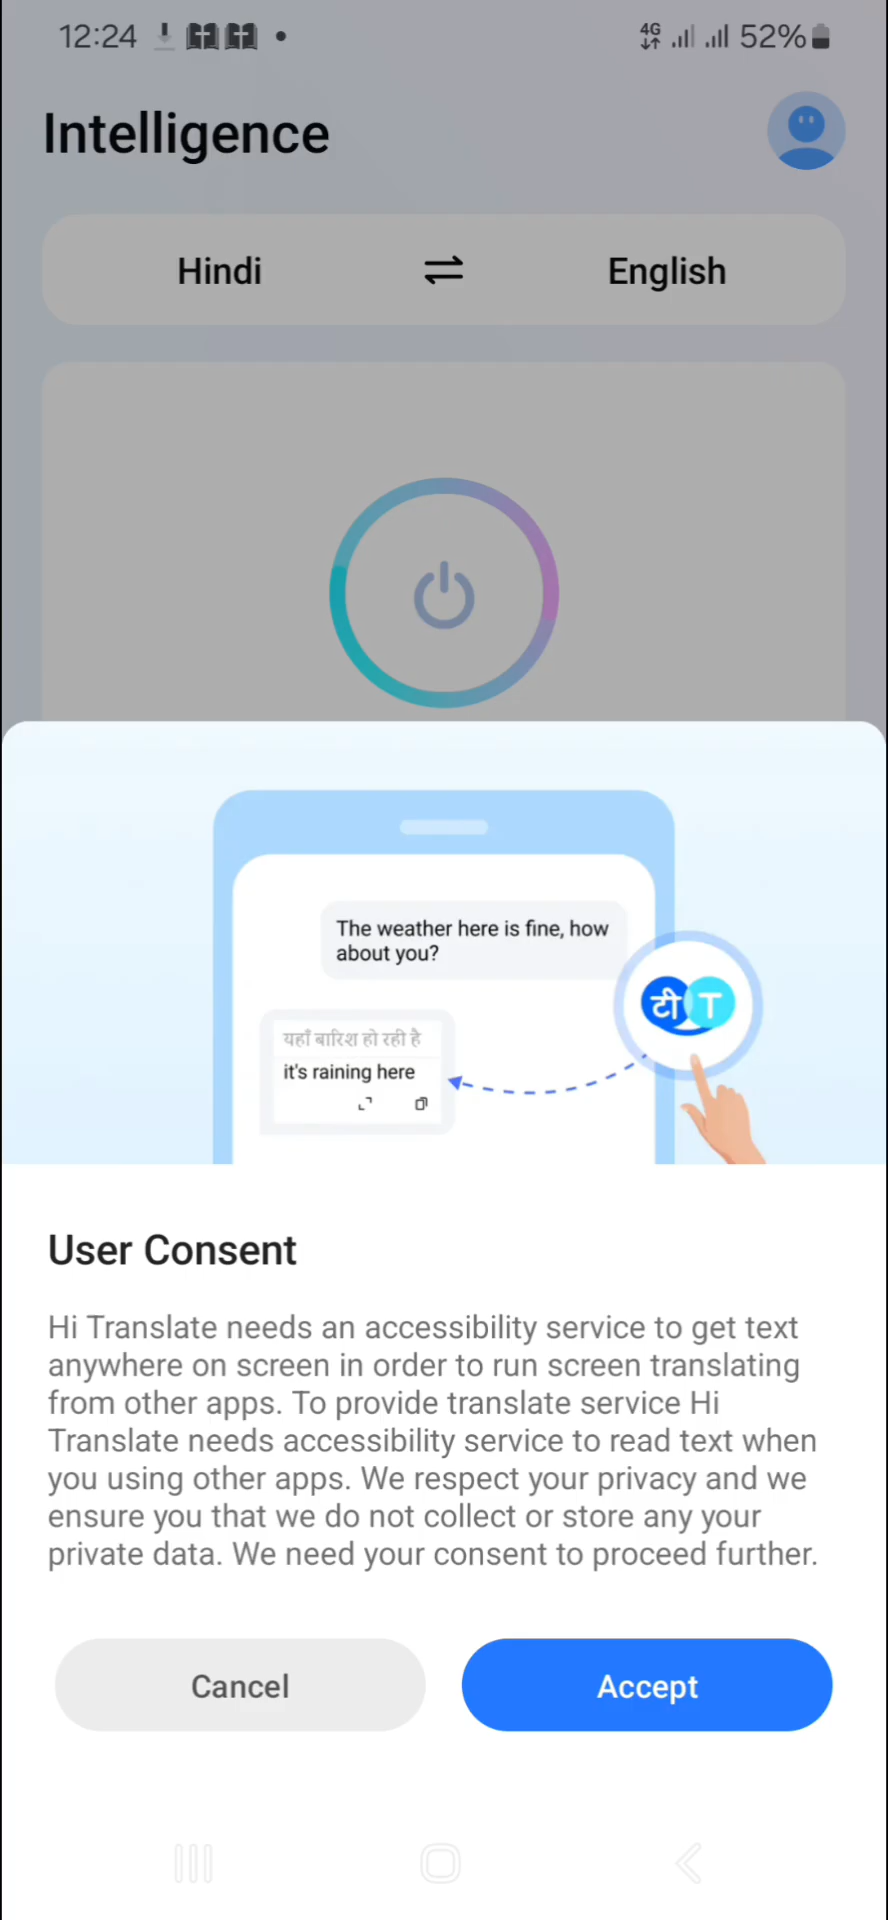 12:24
4G
52%
Intelligence
Hindi
English
The weather here is fine, how
about you?
टी T
यहाँ बारिश हो रही है
it's raining here
User Consent
Hi Translate needs an accessibility service to get text
anywhere on screen in order to run screen translating
from other apps. To provide translate service Hi
Translate needs accessibility service to read text when
you using other apps. We respect your privacy and we
ensure you that we do not collect or store any your
private data. We need your consent to proceed further.
Cancel
Accept